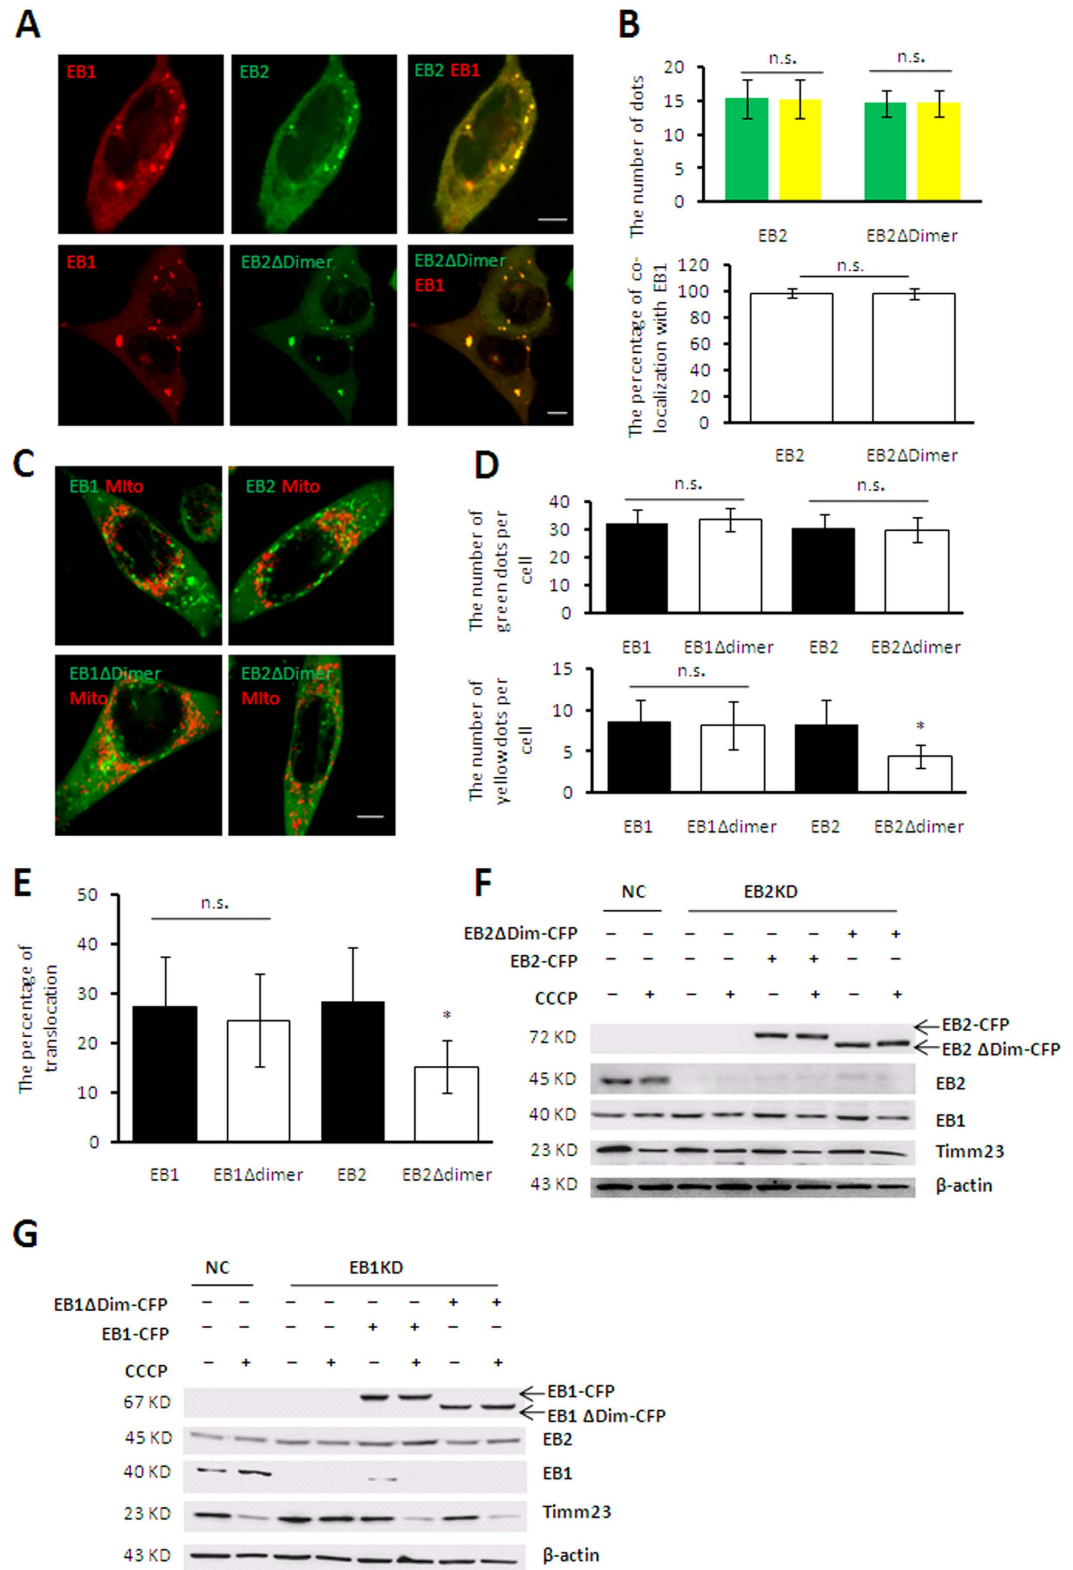 A
EB1
EB2
EB2 EB1
EB1
EB2ΔDimer
EB2ΔDimer
EB1
B
The number of dots
20
15
10
5
0
n.s.
n.s.
EB2
EB2ΔDimer
The percentage of co-
localization with EB1
120
100
80
60
40
20
0
n.s.
EB2
EB2ΔDimer
C
EB1 MIto
EB2 MIto
EB1ΔDimer
MIto
EB2ΔDimer
MIto
D
The number of
green dots per
cell
40
30
20
10
0
n.s.
n.s.
EB1
EB1Δdimer
EB2
EB2Δdimer
The number of
yellow dots per
cell
15
10
5
0
n.s.
*
EB1
EB1Δdimer
EB2
EB2Δdimer
E
The percentage of
translocation
50
40
30
20
10
0
n.s.
*
EB1
EB1Δdimer
EB2
EB2Δdimer
F
NC EB2KD
EB2ΔDim-CFP − − − − − − + +
EB2-CFP − − − − + + − −
CCCP − + − + − + − +
72 KD
EB2-CFP
EB2 ΔDim-CFP
45 KD EB2
40 KD EB1
23 KD Timm23
43 KD β-actin
G
NC EB1KD
EB1ΔDim-CFP − − − − − − + +
EB1-CFP − − − − + + − −
CCCP − + − + − + − +
67 KD
EB1-CFP
EB1 ΔDim-CFP
45 KD EB2
40 KD EB1
23 KD Timm23
43 KD β-actin